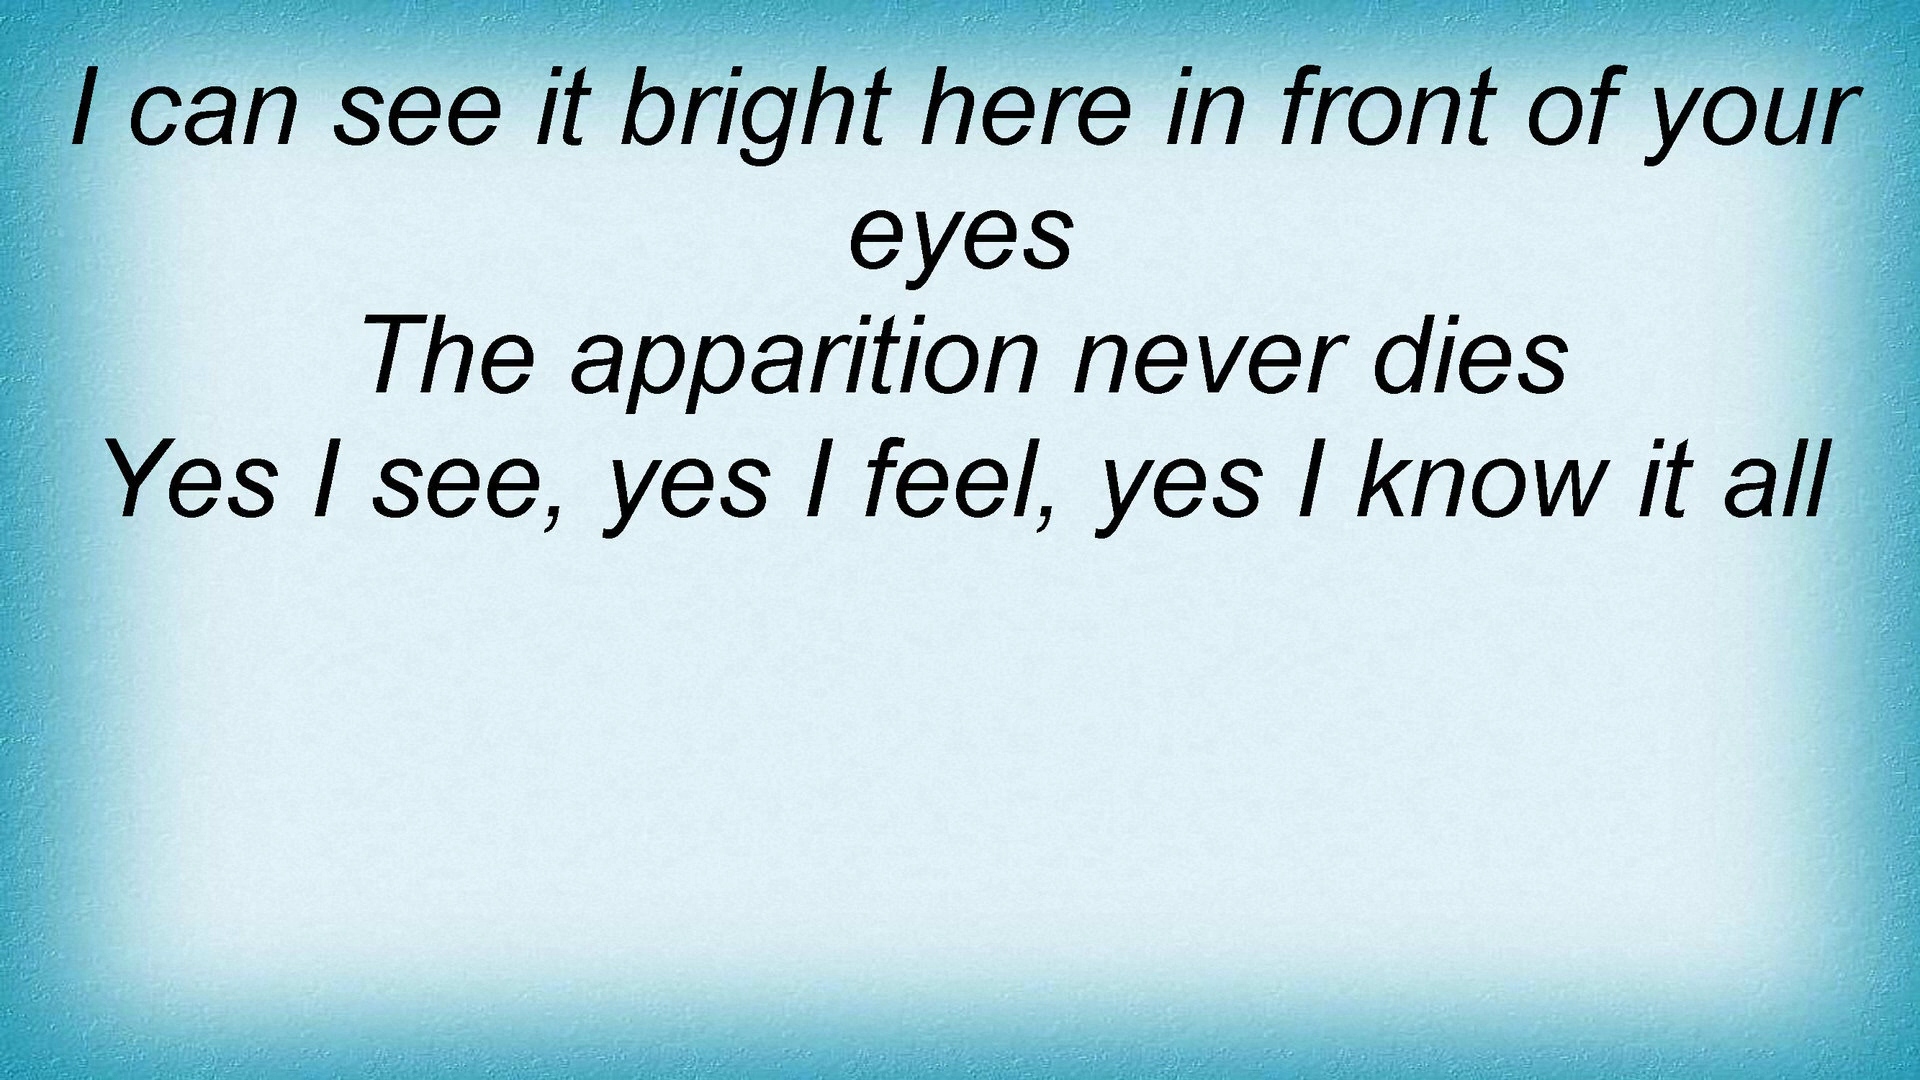 I can see it bright here in front of your
eyes
The apparition never dies
Yes I see, yes I feel, yes I know it all